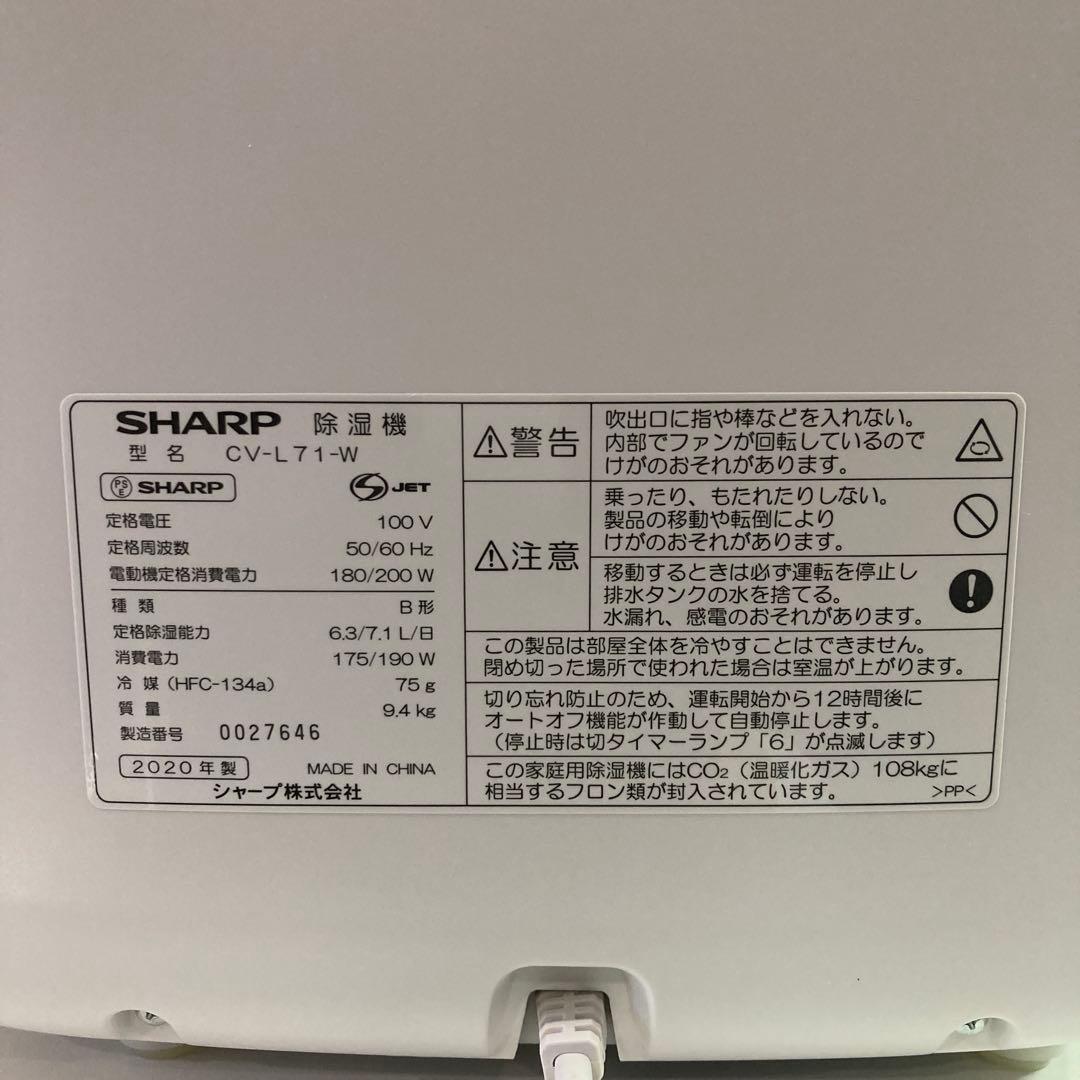 SHARP 除湿機
型名 CV-L71-W
PSE SHARP S JET
定格電圧 100 V
定格周波数 50/60 Hz
電動機定格消費電力 180/200 W
種類 B形
定格除湿能力 6.3/7.1 L/日
消費電力 175/190 W
冷媒(HFC-134a) 75 g
質量 9.4 kg
製造番号 0027646
2020年製 MADE IN CHINA
シャープ株式会社
警告
吹出口に指や棒などを入れない。
内部でファンが回転しているので
けがのおそれがあります。
注意
乗ったり、もたれたりしない。
製品の移動や転倒により
けがのおそれがあります。
移動するときは必ず運転を停止し
排水タンクの水を捨てる。
水漏れ、感電のおそれがあります。
この製品は部屋全体を冷やすことはできません。
閉め切った場所で使われた場合は室温が上がります。
切り忘れ防止のため、運転開始から12時間後に
オートオフ機能が作動して自動停止します。
(停止時は切タイマーランプ「6」が点滅します)
この家庭用除湿機にはCO₂(温暖化ガス)108kgに
相当するフロン類が封入されています。 >PP<